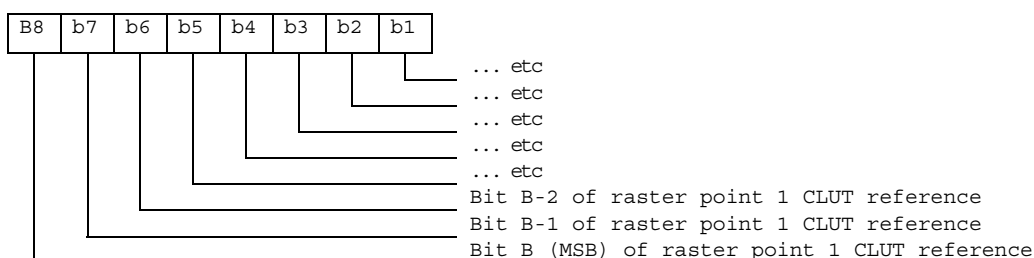 B8 b7 b6 b5 b4 b3 b2 b1
... etc
... etc
... etc
... etc
... etc
Bit B-2 of raster point 1 CLUT reference
Bit B-1 of raster point 1 CLUT reference
Bit B (MSB) of raster point 1 CLUT reference